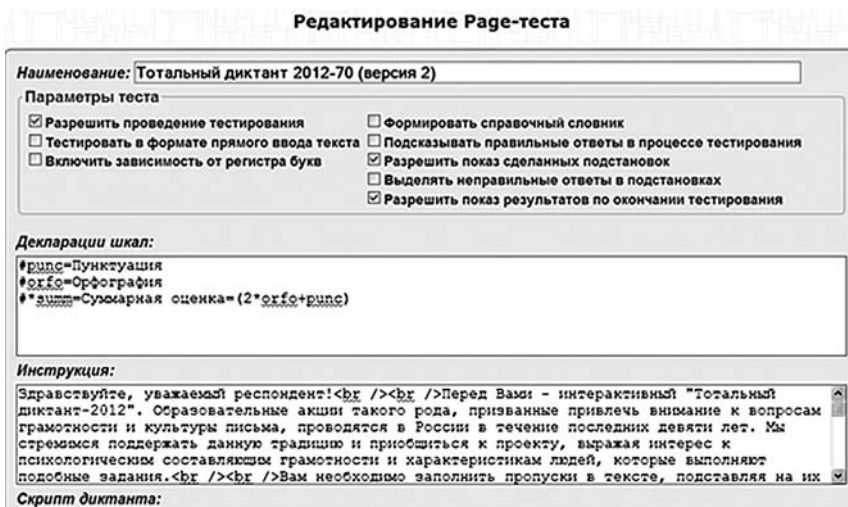 Редактирование Page-теста
Наименование: Тотальный диктант 2012-70 (версия 2)
Параметры теста
Разрешить проведение тестирования
Тестировать в формате прямого ввода текста
Включить зависимость от регистра букв
Формировать справочный словник
Подсказывать правильные ответы в процессе тестирования
Разрешить показ сделанных подстановок
Выделять неправильные ответы в подстановках
Разрешить показ результатов по окончании тестирования
Декларации шкал:
#punc=Пунктуация
#orfo=Орфография
#*summ=Суммарная оценка=(2*orfo+punc)
Инструкция:
Здравствуйте, уважаемый респондент!<br /><br />Перед Вами - интерактивный "Тотальный
диктант-2012". Образовательные акции такого рода, призванные привлечь внимание к вопросам
грамотности и культуры письма, проводятся в России в течение последних девяти лет. Мы
стремимся поддержать данную традицию и приобщиться к проекту, выражая интерес к
психологическим составляющим грамотности и характеристикам людей, которые выполняют
подобные задания.<br /><br />Вам необходимо заполнить пропуски в тексте, подставляя на их
Скрипт диктанта: